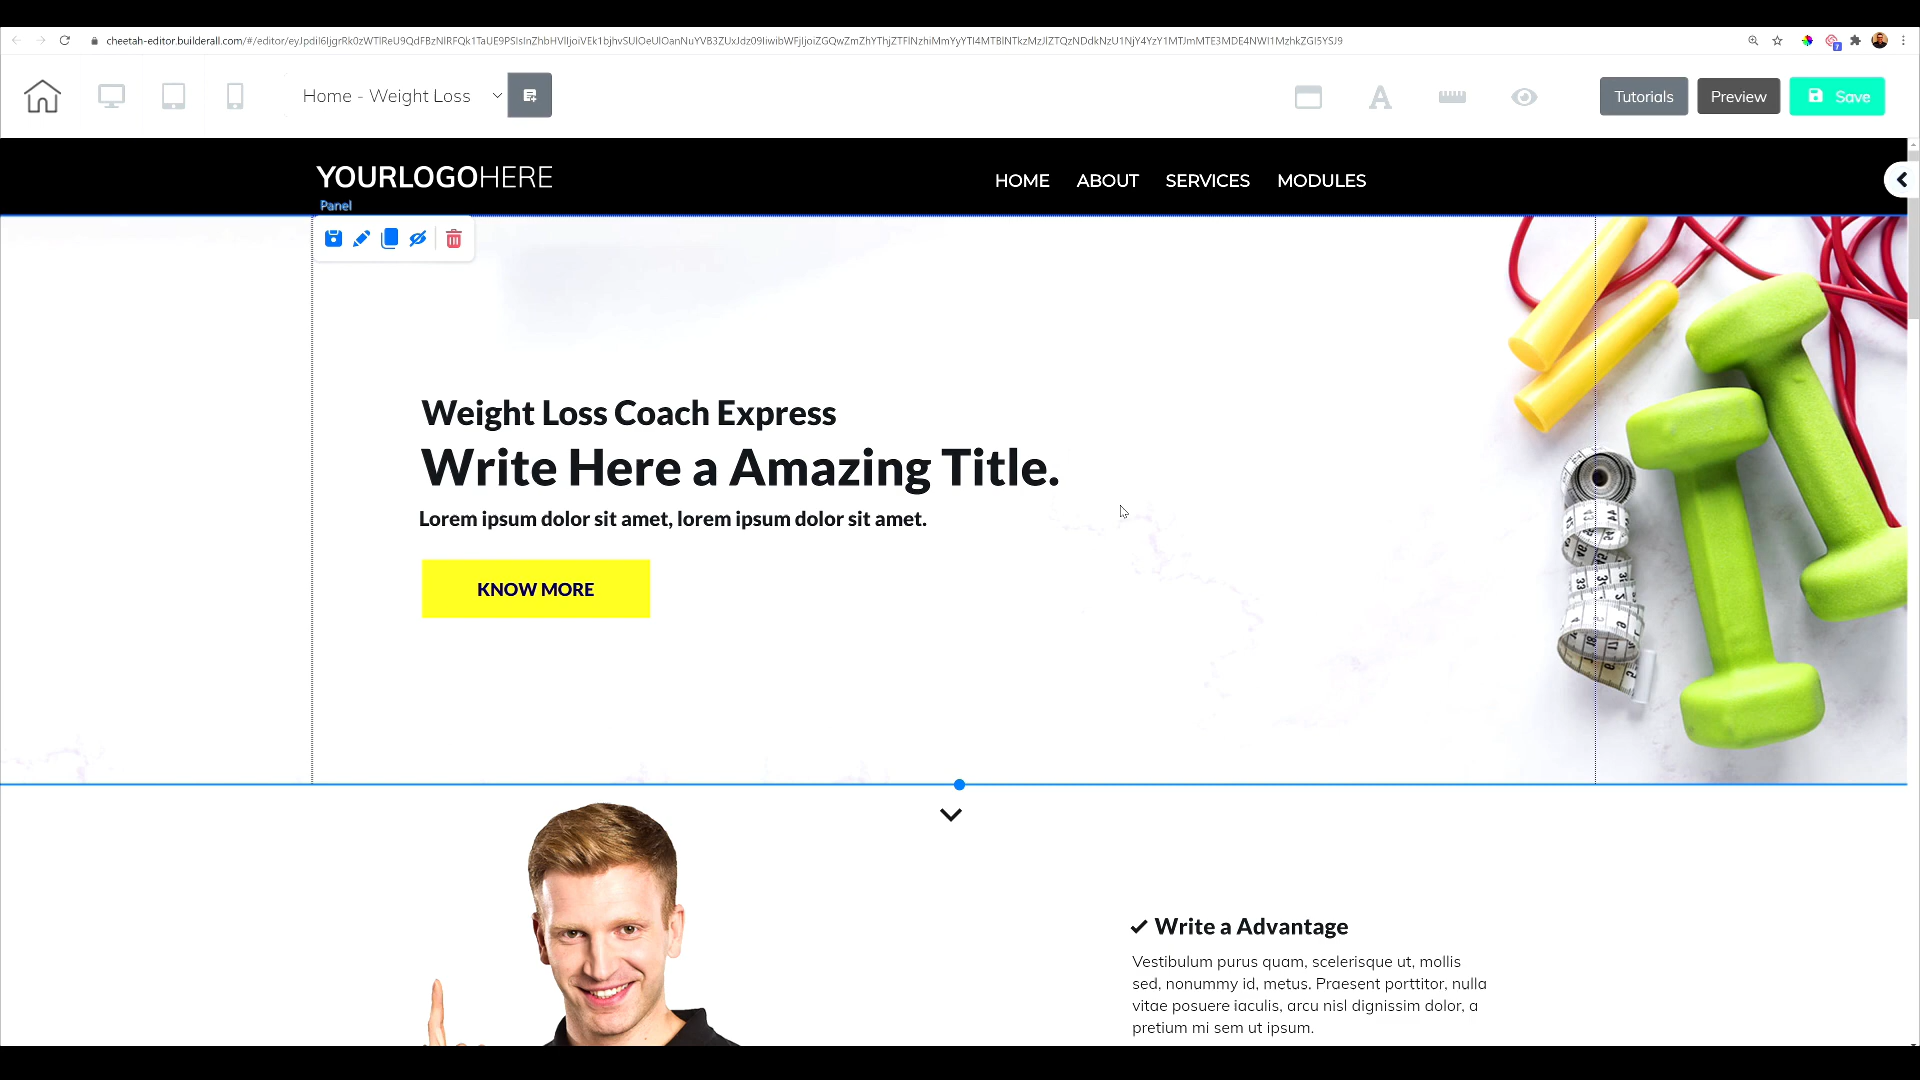 Home - Weight Loss
Tutorials
Preview
Save
YOURLOGOHERE
HOME ABOUT SERVICES MODULES
Panel
Weight Loss Coach Express
Write Here a Amazing Title.
Lorem ipsum dolor sit amet, lorem ipsum dolor sit amet.
KNOW MORE
Write a Advantage
Vestibulum purus quam, scelerisque ut, mollis
sed, nonummy id, metus. Praesent porttitor, nulla
vitae posuere iaculis, arcu nisl dignissim dolor, a
pretium mi sem ut ipsum.